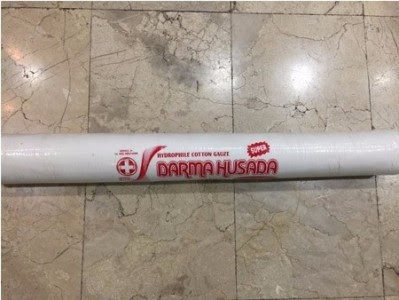 HYDROPHILE COTTON GAUZE
SUPER
DARMA HUSADA